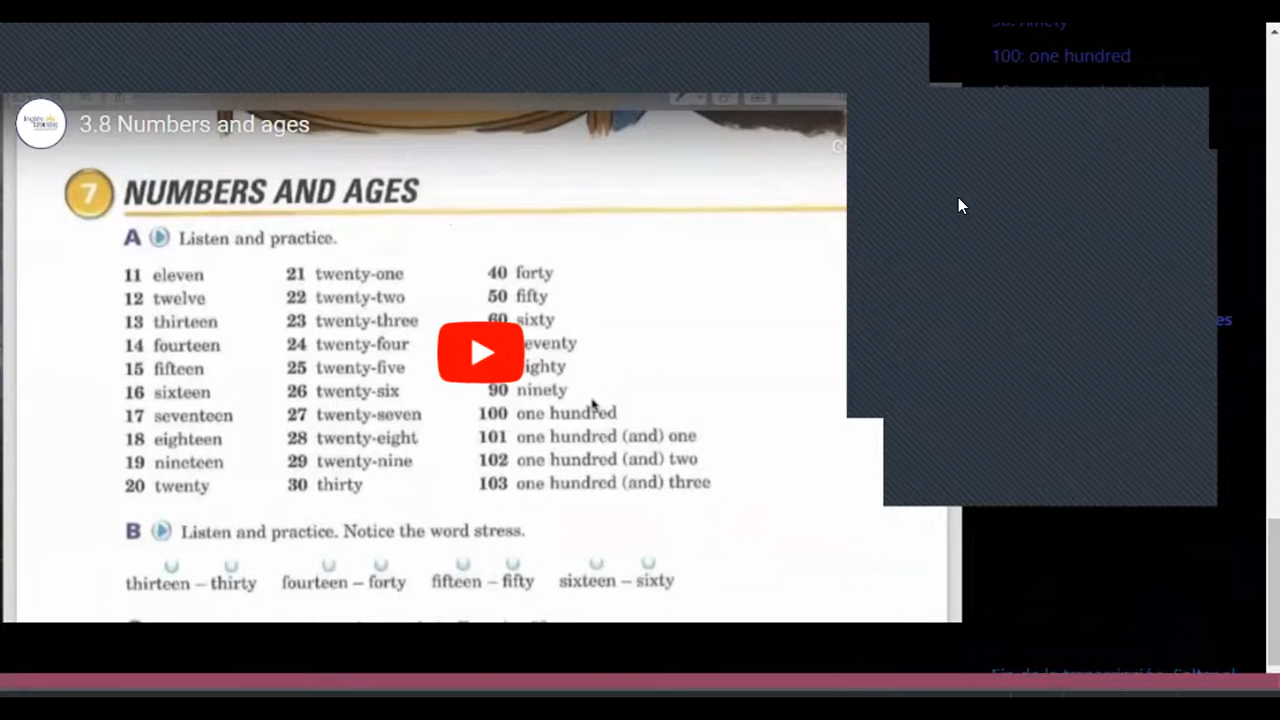 100: one hundred
3.8 Numbers and ages
7 NUMBERS AND AGES
A Listen and practice.
11 eleven
12 twelve
13 thirteen
14 fourteen
15 fifteen
16 sixteen
17 seventeen
18 eighteen
19 nineteen
20 twenty
21 twenty-one
22 twenty-two
23 twenty-three
24 twenty-four
25 twenty-five
26 twenty-six
27 twenty-seven
28 twenty-eight
29 twenty-nine
30 thirty
40 forty
50 fifty
60 sixty
90 ninety
100 one hundred
101 one hundred (and) one
102 one hundred (and) two
103 one hundred (and) three
B Listen and practice. Notice the word stress.
thirteen – thirty fourteen – forty fifteen – fifty sixteen – sixty